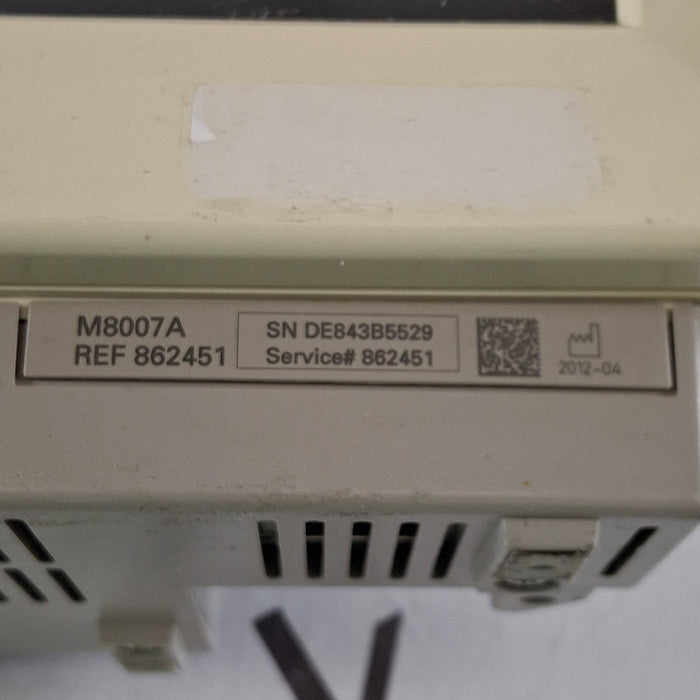 M8007A
REF 862451
SN DE843B5529
Service# 862451
2012-04